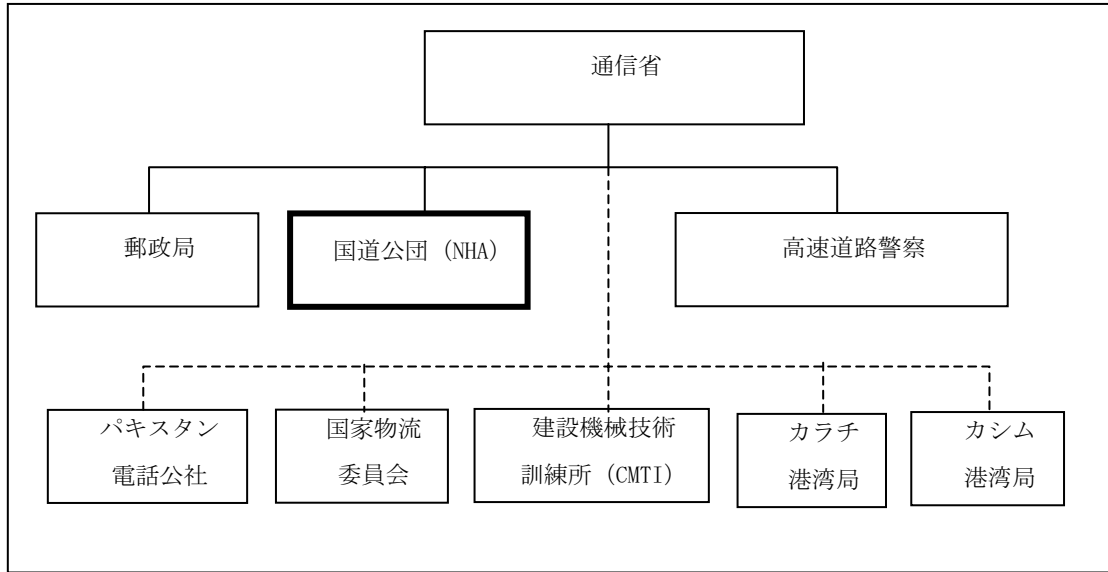 通信省
郵政局
国道公団 (NHA)
高速道路警察
パキスタン
電話公社
国家物流
委員会
建設機械技術
訓練所 (CMTI)
カラチ
港湾局
カシム
港湾局